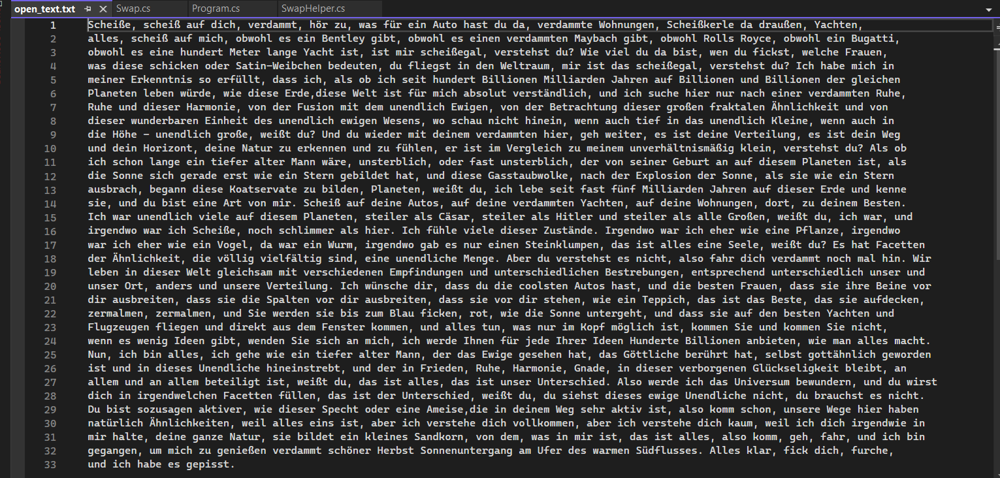 open_text.txt Swap.cs Program.cs SwapHelper.cs
1 Scheiße, scheiß auf dich, verdammt, hör zu, was für ein Auto hast du da, verdammte Wohnungen, Scheißkerle da draußen, Yachten,
2 alles, scheiß auf mich, obwohl es ein Bentley gibt, obwohl es einen verdammten Maybach gibt, obwohl Rolls Royce, obwohl ein Bugatti,
3 obwohl es eine hundert Meter lange Yacht ist, ist mir scheißegal, verstehst du? Wie viel du da bist, wen du fickst, welche Frauen,
4 was diese schicken oder Satin-Weibchen bedeuten, du fliegst in den Weltraum, mir ist das scheißegal, verstehst du? Ich habe mich in
5 meiner Erkenntnis so erfüllt, dass ich, als ob ich seit hundert Billionen Milliarden Jahren auf Billionen und Billionen der gleichen
6 Planeten leben würde, wie diese Erde,diese Welt ist für mich absolut verständlich, und ich suche hier nur nach einer verdammten Ruhe,
7 Ruhe und dieser Harmonie, von der Fusion mit dem unendlich Ewigen, von der Betrachtung dieser großen fraktalen Ähnlichkeit und von
8 dieser wunderbaren Einheit des unendlich ewigen Wesens, wo schau nicht hinein, wenn auch tief in das unendlich Kleine, wenn auch in
9 die Höhe – unendlich große, weißt du? Und du wieder mit deinem verdammten hier, geh weiter, es ist deine Verteilung, es ist dein Weg
10 und dein Horizont, deine Natur zu erkennen und zu fühlen, er ist im Vergleich zu meinem unverhältnismäßig klein, verstehst du? Als ob
11 ich schon lange ein tiefer alter Mann wäre, unsterblich, oder fast unsterblich, der von seiner Geburt an auf diesem Planeten ist, als
12 die Sonne sich gerade erst wie ein Stern gebildet hat, und diese Gasstaubwolke, nach der Explosion der Sonne, als sie wie ein Stern
13 ausbrach, begann diese Koatservate zu bilden, Planeten, weißt du, ich lebe seit fast fünf Milliarden Jahren auf dieser Erde und kenne
14 sie, und du bist eine Art von mir. Scheiß auf deine Autos, auf deine verdammten Yachten, auf deine Wohnungen, dort, zu deinem Besten.
15 Ich war unendlich viele auf diesem Planeten, steiler als Cäsar, steiler als Hitler und steiler als alle Großen, weißt du, ich war, und
16 irgendwo war ich Scheiße, noch schlimmer als hier. Ich fühle viele dieser Zustände. Irgendwo war ich eher wie eine Pflanze, irgendwo
17 war ich eher wie ein Vogel, da war ein Wurm, irgendwo gab es nur einen Steinklumpen, das ist alles eine Seele, weißt du? Es hat Facetten
18 der Ähnlichkeit, die völlig vielfältig sind, eine unendliche Menge. Aber du verstehst es nicht, also fahr dich verdammt noch mal hin. Wir
19 leben in dieser Welt gleichsam mit verschiedenen Empfindungen und unterschiedlichen Bestrebungen, entsprechend unterschiedlich unser und
20 unser Ort, anders und unsere Verteilung. Ich wünsche dir, dass du die coolsten Autos hast, und die besten Frauen, dass sie ihre Beine vor
21 dir ausbreiten, dass sie die Spalten vor dir ausbreiten, dass sie vor dir stehen, wie ein Teppich, das ist das Beste, das sie aufdecken,
22 zermalmen, zermalmen, und Sie werden sie bis zum Blau ficken, rot, wie die Sonne untergeht, und dass sie auf den besten Yachten und
23 Flugzeugen fliegen und direkt aus dem Fenster kommen, und alles tun, was nur im Kopf möglich ist, kommen Sie und kommen Sie nicht,
24 wenn es wenig Ideen gibt, wenden Sie sich an mich, ich werde Ihnen für jede Ihrer Ideen Hunderte Billionen anbieten, wie man alles macht.
25 Nun, ich bin alles, ich gehe wie ein tiefer alter Mann, der das Ewige gesehen hat, das Göttliche berührt hat, selbst gottähnlich geworden
26 ist und in dieses Unendliche hineinstrebt, und der in Frieden, Ruhe, Harmonie, Gnade, in dieser verborgenen Glückseligkeit bleibt, an
27 allem und an allem beteiligt ist, weißt du, das ist alles, das ist unser Unterschied. Also werde ich das Universum bewundern, und du wirst
28 dich in irgendwelchen Facetten füllen, das ist der Unterschied, weißt du, du siehst dieses ewige Unendliche nicht, du brauchst es nicht.
29 Du bist sozusagen aktiver, wie dieser Specht oder eine Ameise,die in deinem Weg sehr aktiv ist, also komm schon, unsere Wege hier haben
30 natürlich Ähnlichkeiten, weil alles eins ist, aber ich verstehe dich vollkommen, aber ich verstehe dich kaum, weil ich dich irgendwie in
31 mir halte, deine ganze Natur, sie bildet ein kleines Sandkorn, von dem, was in mir ist, das ist alles, also komm, geh, fahr, und ich bin
32 gegangen, um mich zu genießen verdammt schöner Herbst Sonnenuntergang am Ufer des warmen Südflusses. Alles klar, fick dich, furche,
33 und ich habe es gepisst.